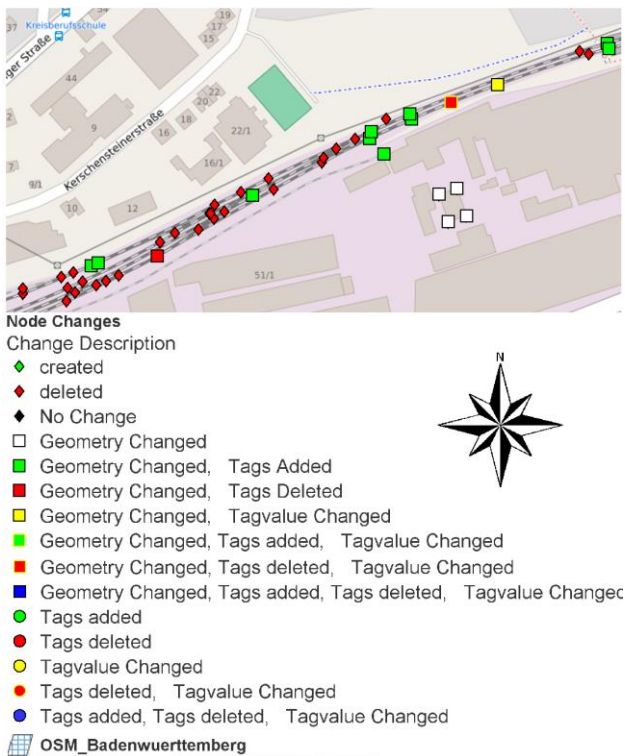 Kreisberufsschule
37
54
19
17
15
ger Straße
44
22
20
18
16
22/1
9
16/1
7
Kerschensteinerstraße
9/1
10
12
51/1
Node Changes
Change Description
created
deleted
No Change
Geometry Changed
Geometry Changed, Tags Added
Geometry Changed, Tags Deleted
Geometry Changed, Tagvalue Changed
Geometry Changed, Tags added, Tagvalue Changed
Geometry Changed, Tags deleted, Tagvalue Changed
Geometry Changed, Tags added, Tags deleted, Tagvalue Changed
Tags added
Tags deleted
Tagvalue Changed
Tags deleted, Tagvalue Changed
Tags added, Tags deleted, Tagvalue Changed
OSM_Badenwuerttemberg
N